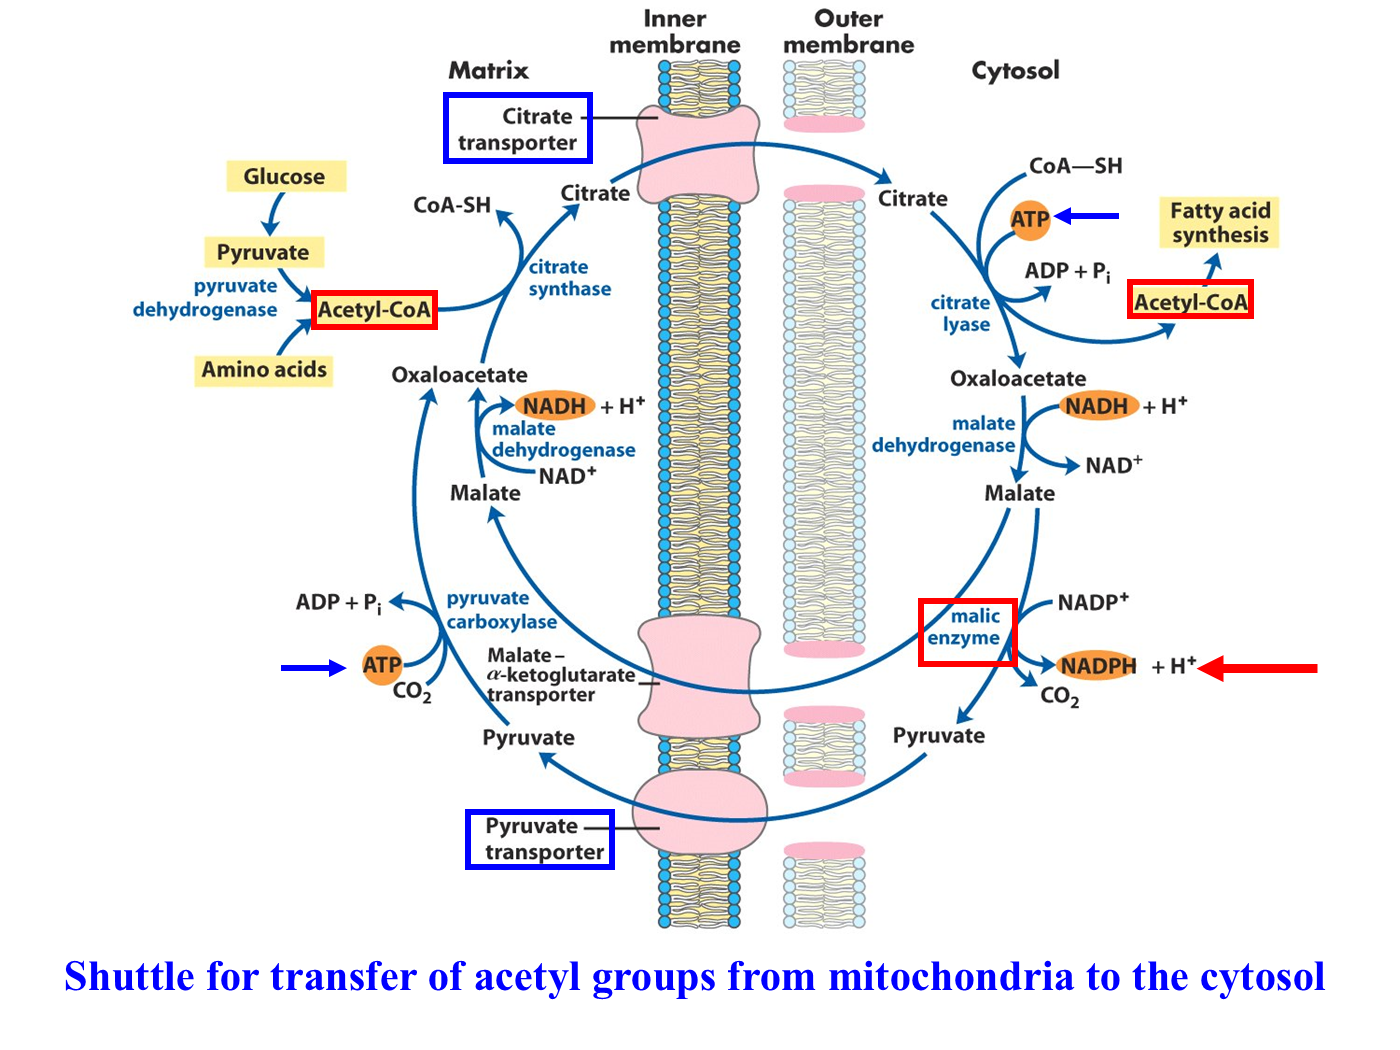 Inner
membrane
Outer
membrane
Matrix
Cytosol
Citrate
transporter
Glucose
Pyruvate
pyruvate
dehydrogenase
Acetyl-CoA
Amino acids
CoA-SH
Citrate
citrate
synthase
Oxaloacetate
NADH + H⁺
malate
dehydrogenase
NAD⁺
Malate
ADP + Pᵢ
pyruvate
carboxylase
ATP
CO₂
Malate–
α-ketoglutarate
transporter
Pyruvate
Pyruvate
transporter
Citrate
CoA—SH
ATP
ADP + Pᵢ
citrate
lyase
Fatty acid
synthesis
Acetyl-CoA
Oxaloacetate
NADH + H⁺
malate
dehydrogenase
NAD⁺
Malate
malic
enzyme
NADP⁺
NADPH + H⁺
CO₂
Pyruvate
Shuttle for transfer of acetyl groups from mitochondria to the cytosol